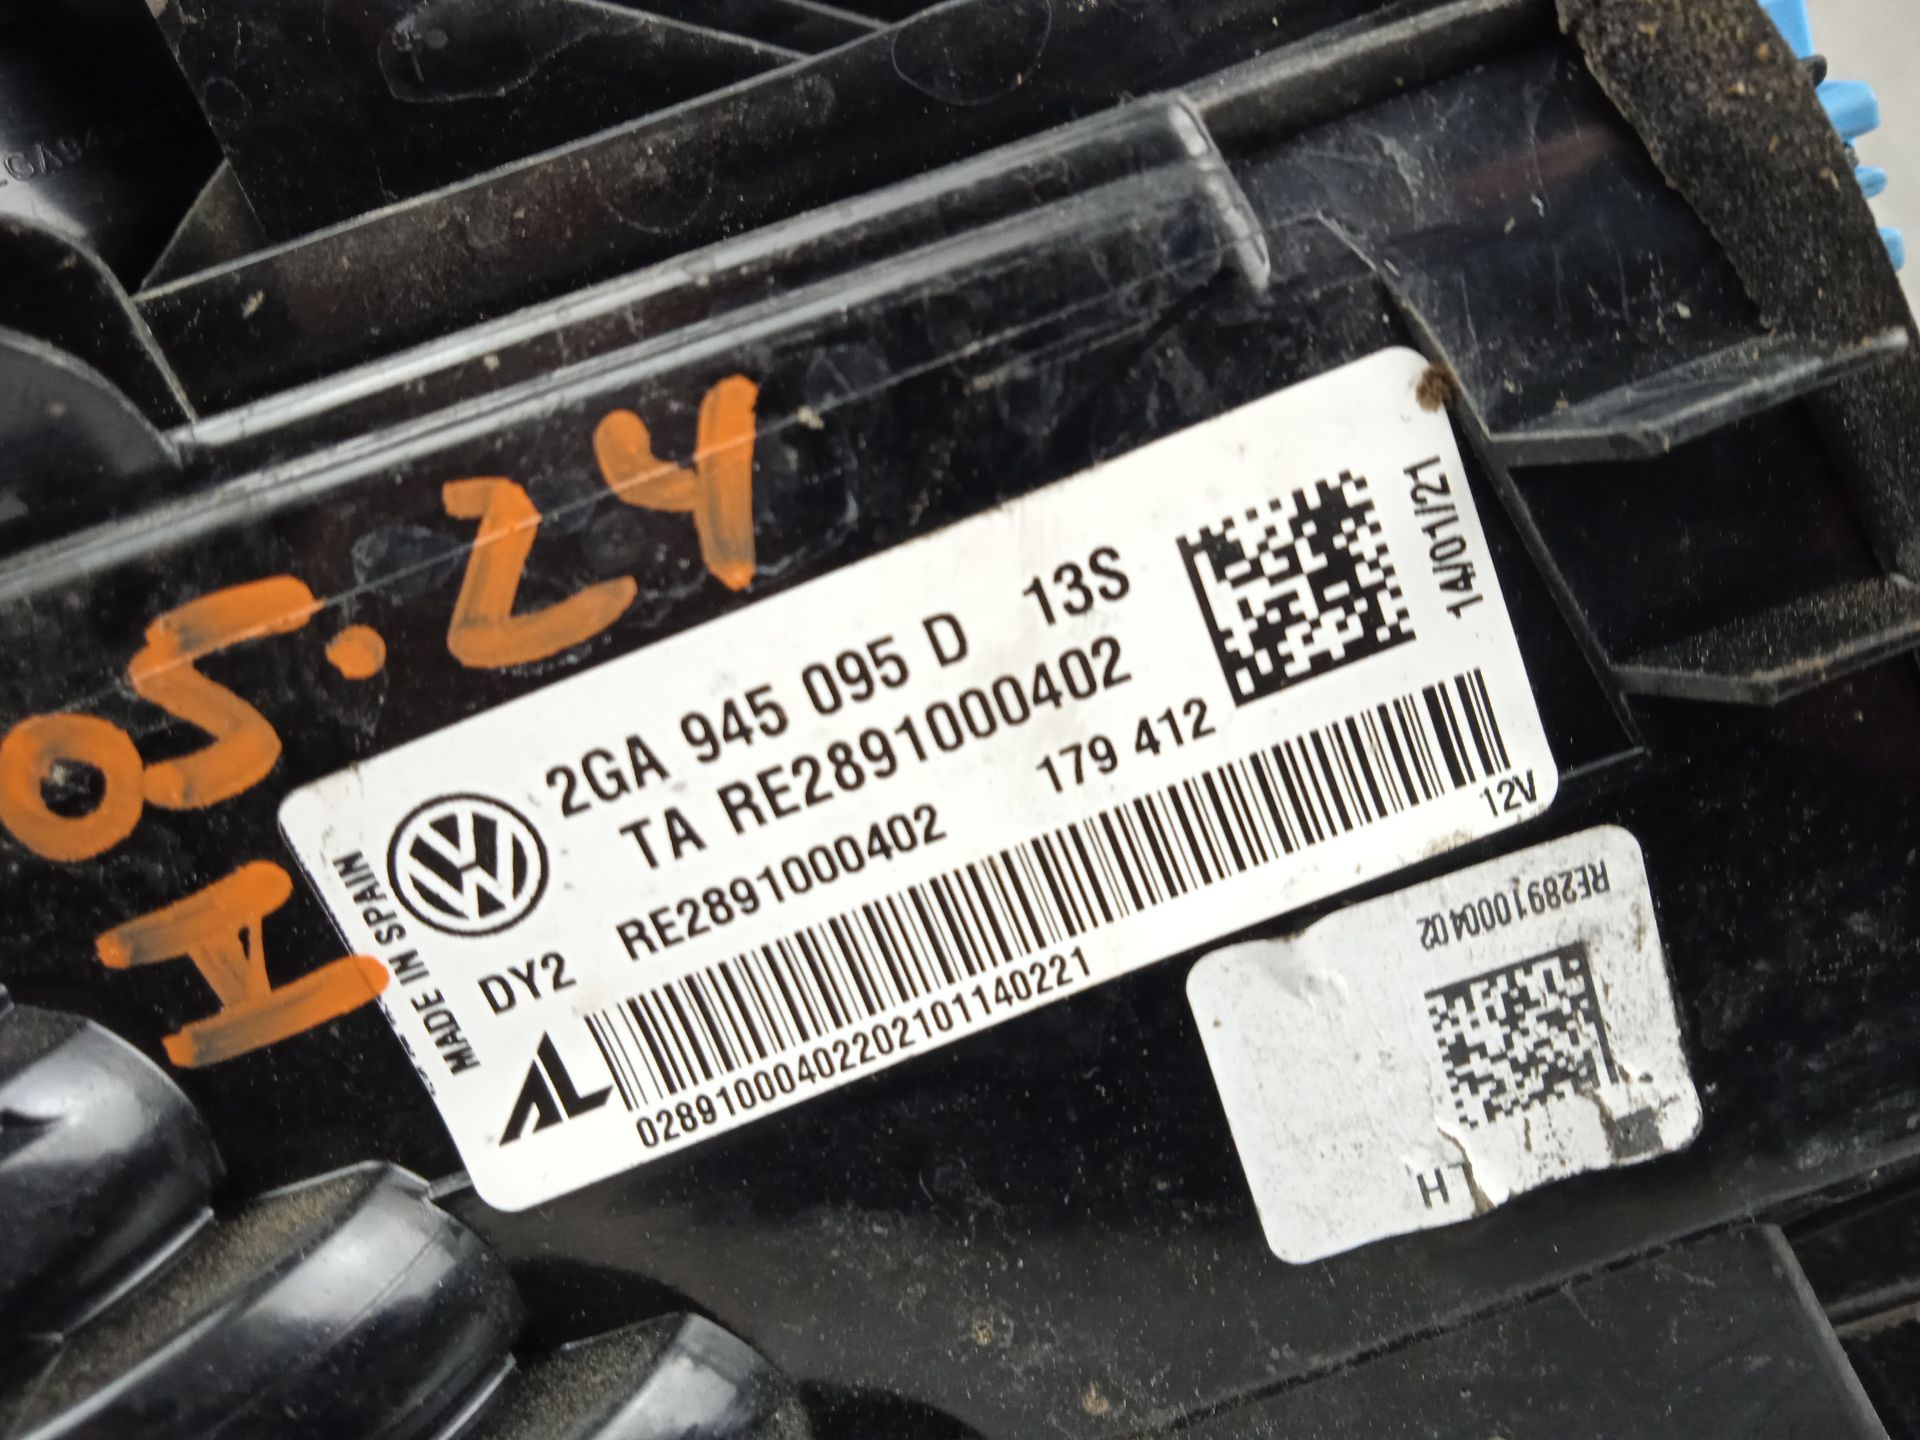 05.24
I
2GA 945 095 D 13S
TA RE2891000402
RE2891000402 179 412
DY2
MADE IN SPAIN
AL
02891000402202101140221
12V
14/01/21
RE2891000402
H